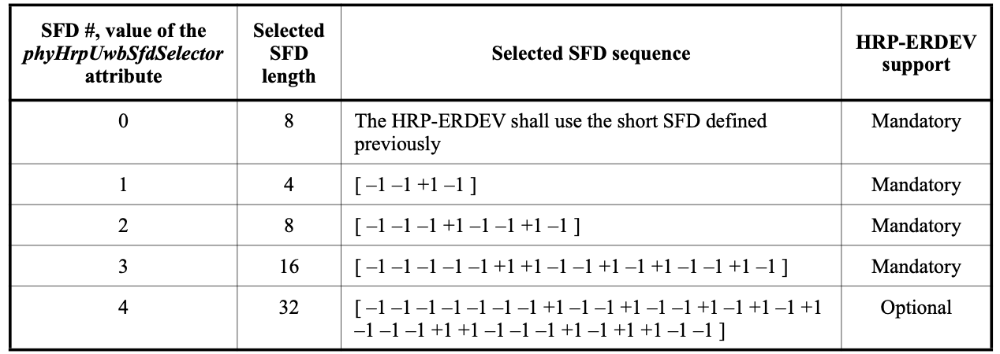 SFD #, value of the
phyHrpUwbSfdSelector
attribute
Selected
SFD
length
Selected SFD sequence
HRP-ERDEV
support
0
8
The HRP-ERDEV shall use the short SFD defined
previously
Mandatory
1
4
[ –1 –1 +1 –1 ]
Mandatory
2
8
[ –1 –1 –1 +1 –1 –1 +1 –1 ]
Mandatory
3
16
[ –1 –1 –1 –1 –1 +1 +1 –1 –1 +1 –1 +1 –1 –1 +1 –1 ]
Mandatory
4
32
[ –1 –1 –1 –1 –1 –1 –1 +1 –1 –1 +1 –1 –1 +1 –1 +1 –1 +1
–1 –1 –1 +1 +1 –1 –1 –1 +1 –1 +1 +1 –1 –1 ]
Optional